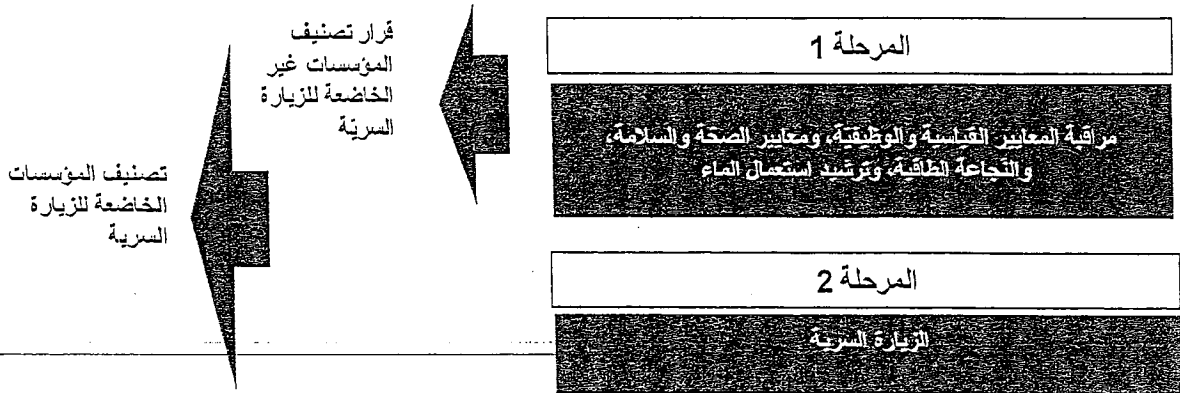 المرحلة 1
مراقبة المعايير القياسية والوظيفية، ومعايير الصحة والسلامة،
والنجاعة الطاقية، وترشيد استعمال الماء
قرار تصنيف
المؤسسات غير
الخاضعة للزيارة
السريّة
المرحلة 2
الزيارة السرية
تصنيف المؤسسات
الخاضعة للزيارة
السرية